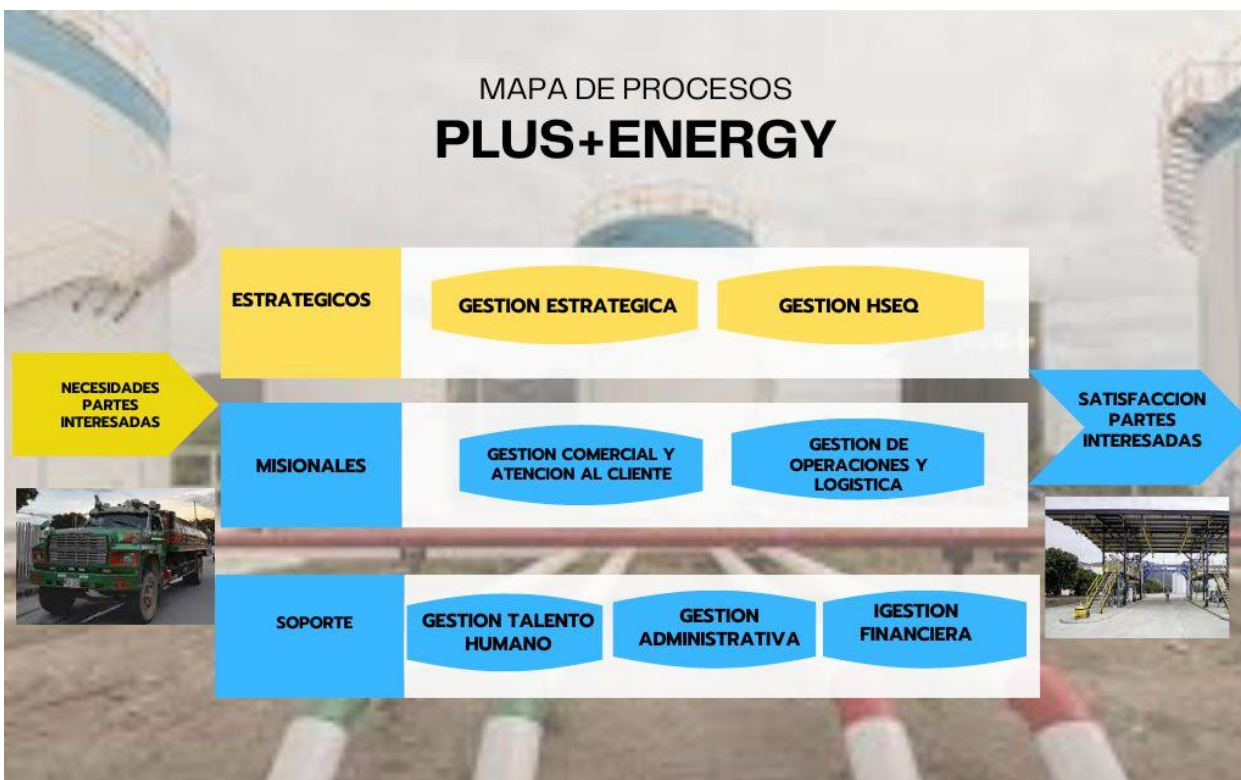 MAPA DE PROCESOS
PLUS+ENERGY
ESTRATEGICOS
GESTION ESTRATEGICA
GESTION HSEQ
NECESIDADES
PARTES
INTERESADAS
SATISFACCION
PARTES
INTERESADAS
MISIONALES
GESTION COMERCIAL Y
ATENCION AL CLIENTE
GESTION DE
OPERACIONES Y
LOGISTICA
SOPORTE
GESTION TALENTO
HUMANO
GESTION
ADMINISTRATIVA
IGESTION
FINANCIERA